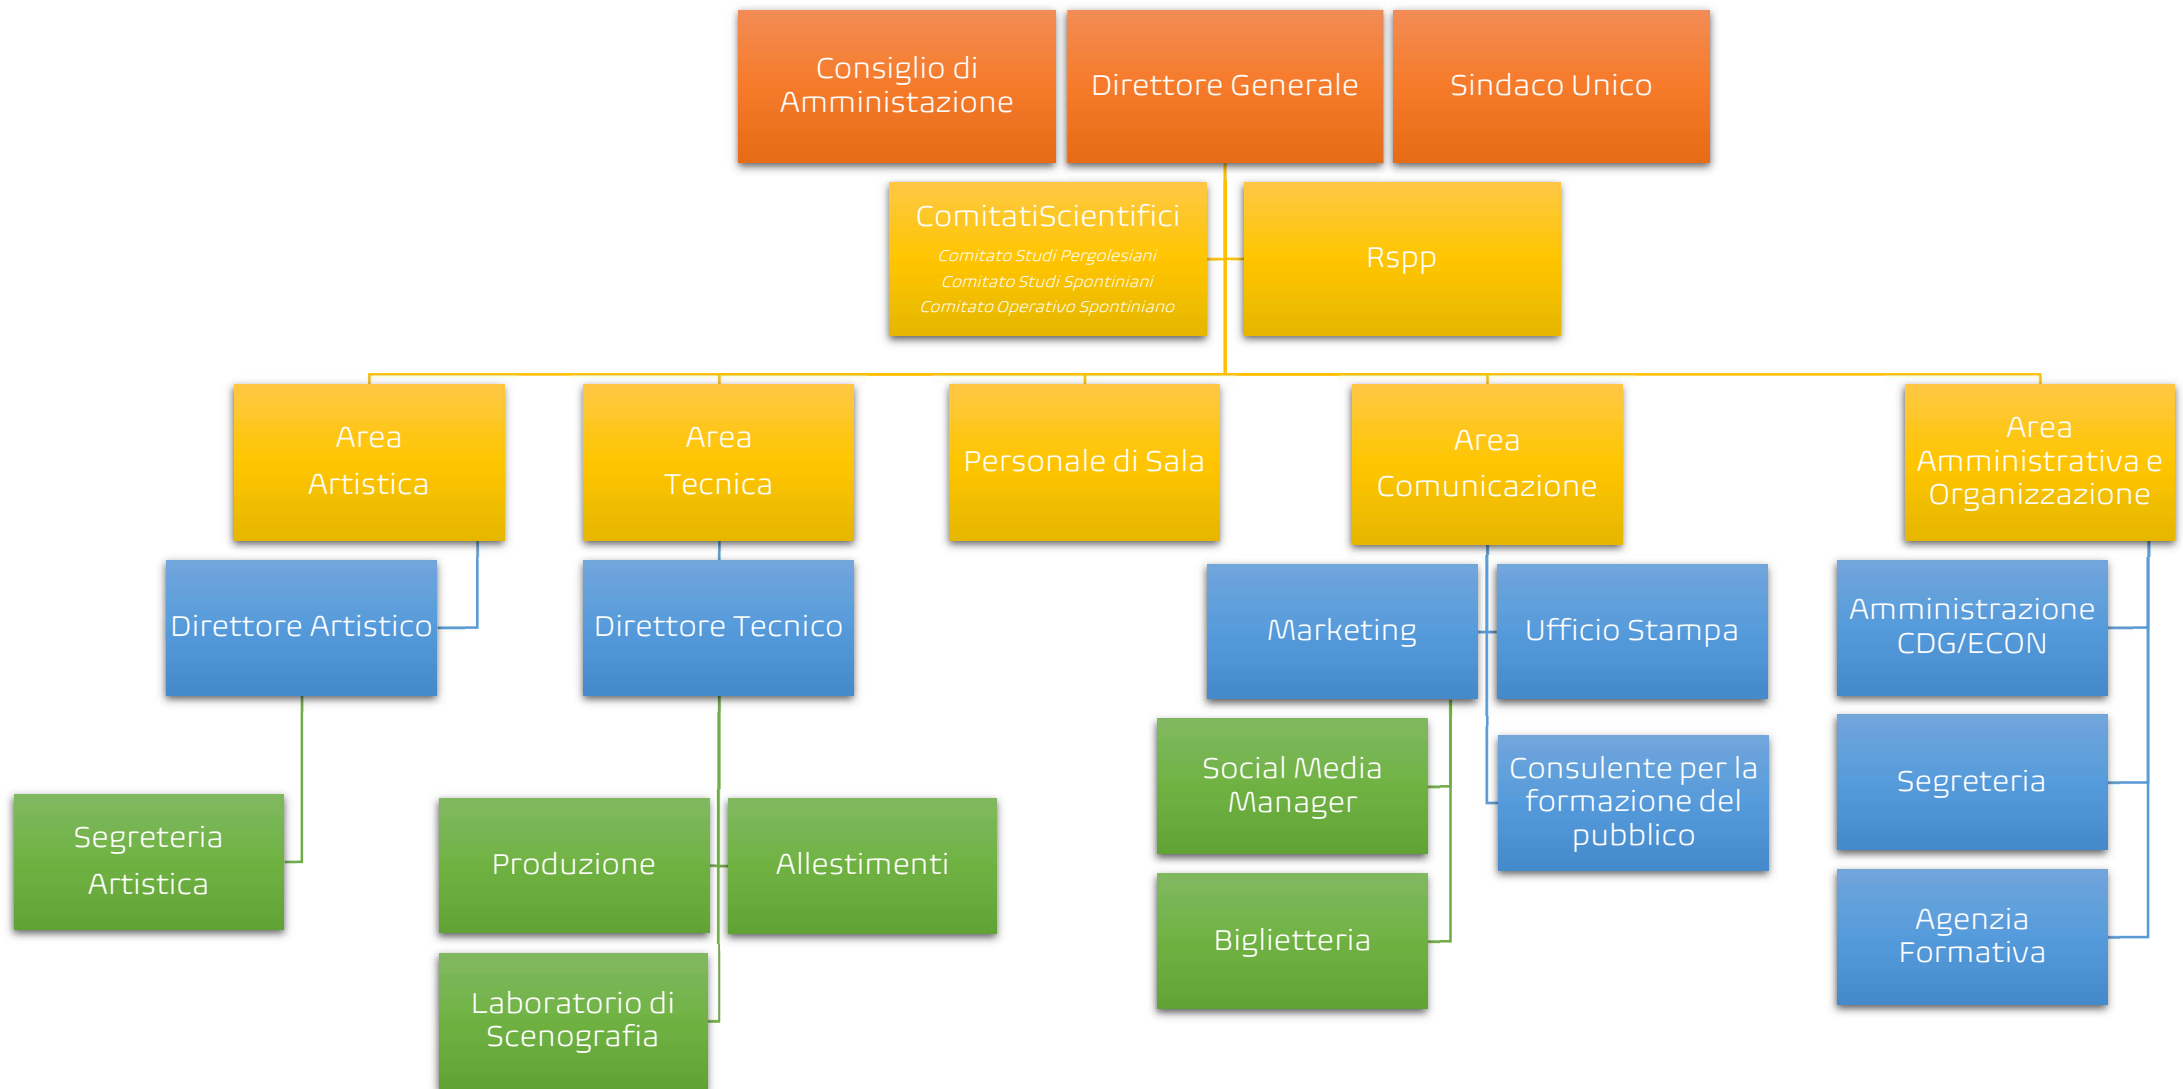 Consiglio di
Amministazione
Direttore Generale
Sindaco Unico
ComitatiScientifici
Comitato Studi Pergolesiani
Comitato Studi Spontiniani
Comitato Operativo Spontiniano
Rspp
Area
Artistica
Area
Tecnica
Personale di Sala
Area
Comunicazione
Area
Amministrativa e
Organizzazione
Direttore Artistico
Direttore Tecnico
Marketing
Ufficio Stampa
Amministrazione
CDG/ECON
Social Media
Manager
Consulente per la
formazione del
pubblico
Segreteria
Segreteria
Artistica
Produzione
Allestimenti
Biglietteria
Agenzia
Formativa
Laboratorio di
Scenografia